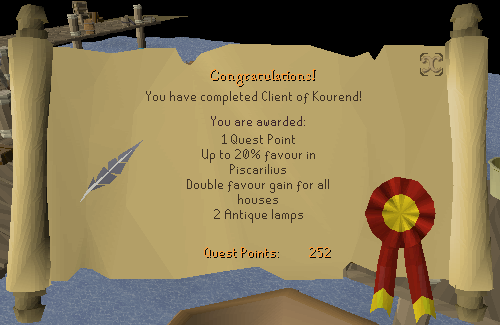 Congratulations!
You have completed Client of Kourend!
You are awarded:
1 Quest Point
Up to 20% favour in
Piscarilius
Double favour gain for all
houses
2 Antique lamps
Quest Points: 252